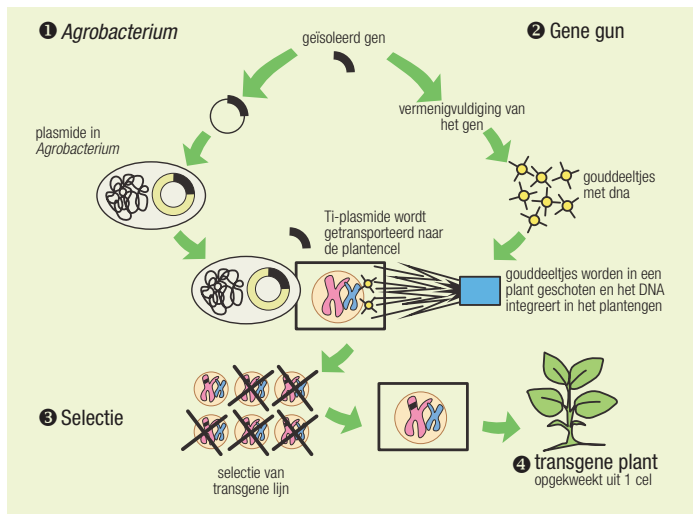 ❶ Agrobacterium
geïsoleerd gen
❷ Gene gun
vermenigvuldiging van
het gen
plasmide in
Agrobacterium
gouddeeltjes
met dna
Ti-plasmide wordt
getransporteerd naar
de plantencel
gouddeeltjes worden in een
plant geschoten en het DNA
integreert in het plantengen
❸ Selectie
selectie van
transgene lijn
❹ transgene plant
opgekweekt uit 1 cel